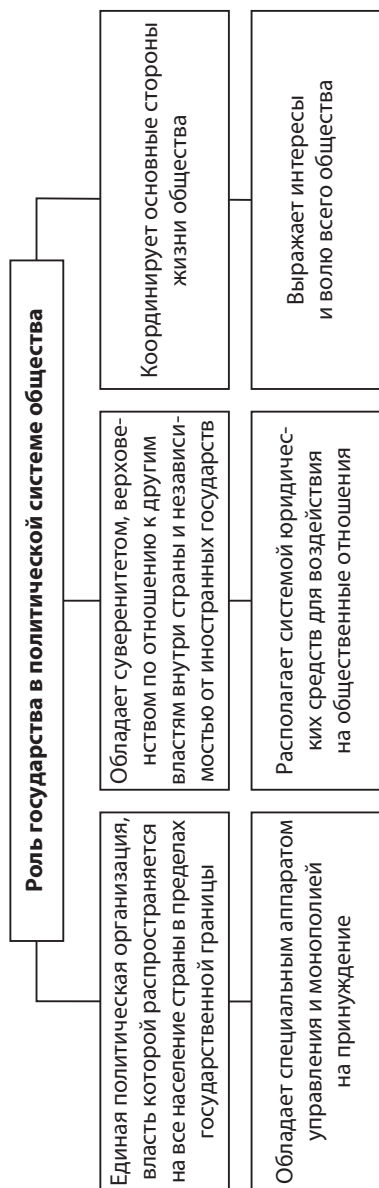 Роль государства в политической системе общества
Единая политическая организация,
власть которой распространяется
на все население страны в пределах
государственной границы
Обладает суверенитетом, верхове-
нством по отношению к другим
властям внутри страны и независи-
мостью от иностранных государств
Координирует основные стороны
жизни общества
Обладает специальным аппаратом
управления и монополией
на принуждение
Располагает системой юридичес-
ких средств для воздействия
на общественные отношения
Выражает интересы
и волю всего общества